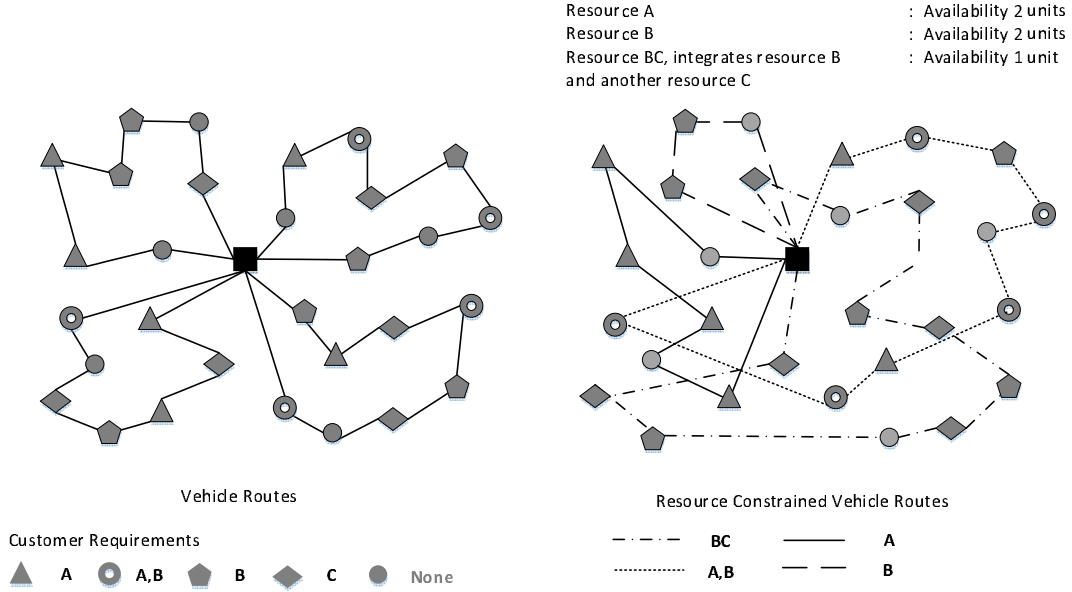 Resource A : Availability 2 units
Resource B : Availability 2 units
Resource BC, integrates resource B : Availability 1 unit
and another resource C
Vehicle Routes
Resource Constrained Vehicle Routes
Customer Requirements
A A,B B C None
BC A
A,B B